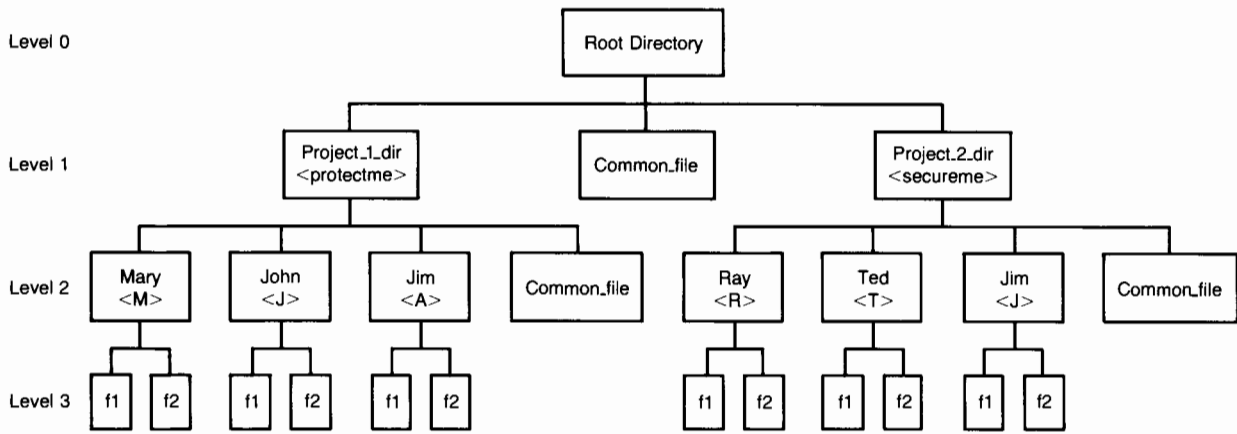 Level 0
Root Directory
Level 1
Project_1_dir
<protectme>
Common_file
Project_2_dir
<secureme>
Level 2
Mary
<M>
John
<J>
Jim
<A>
Common_file
Ray
<R>
Ted
<T>
Jim
<J>
Common_file
Level 3
f1
f2
f1
f2
f1
f2
f1
f2
f1
f2
f1
f2